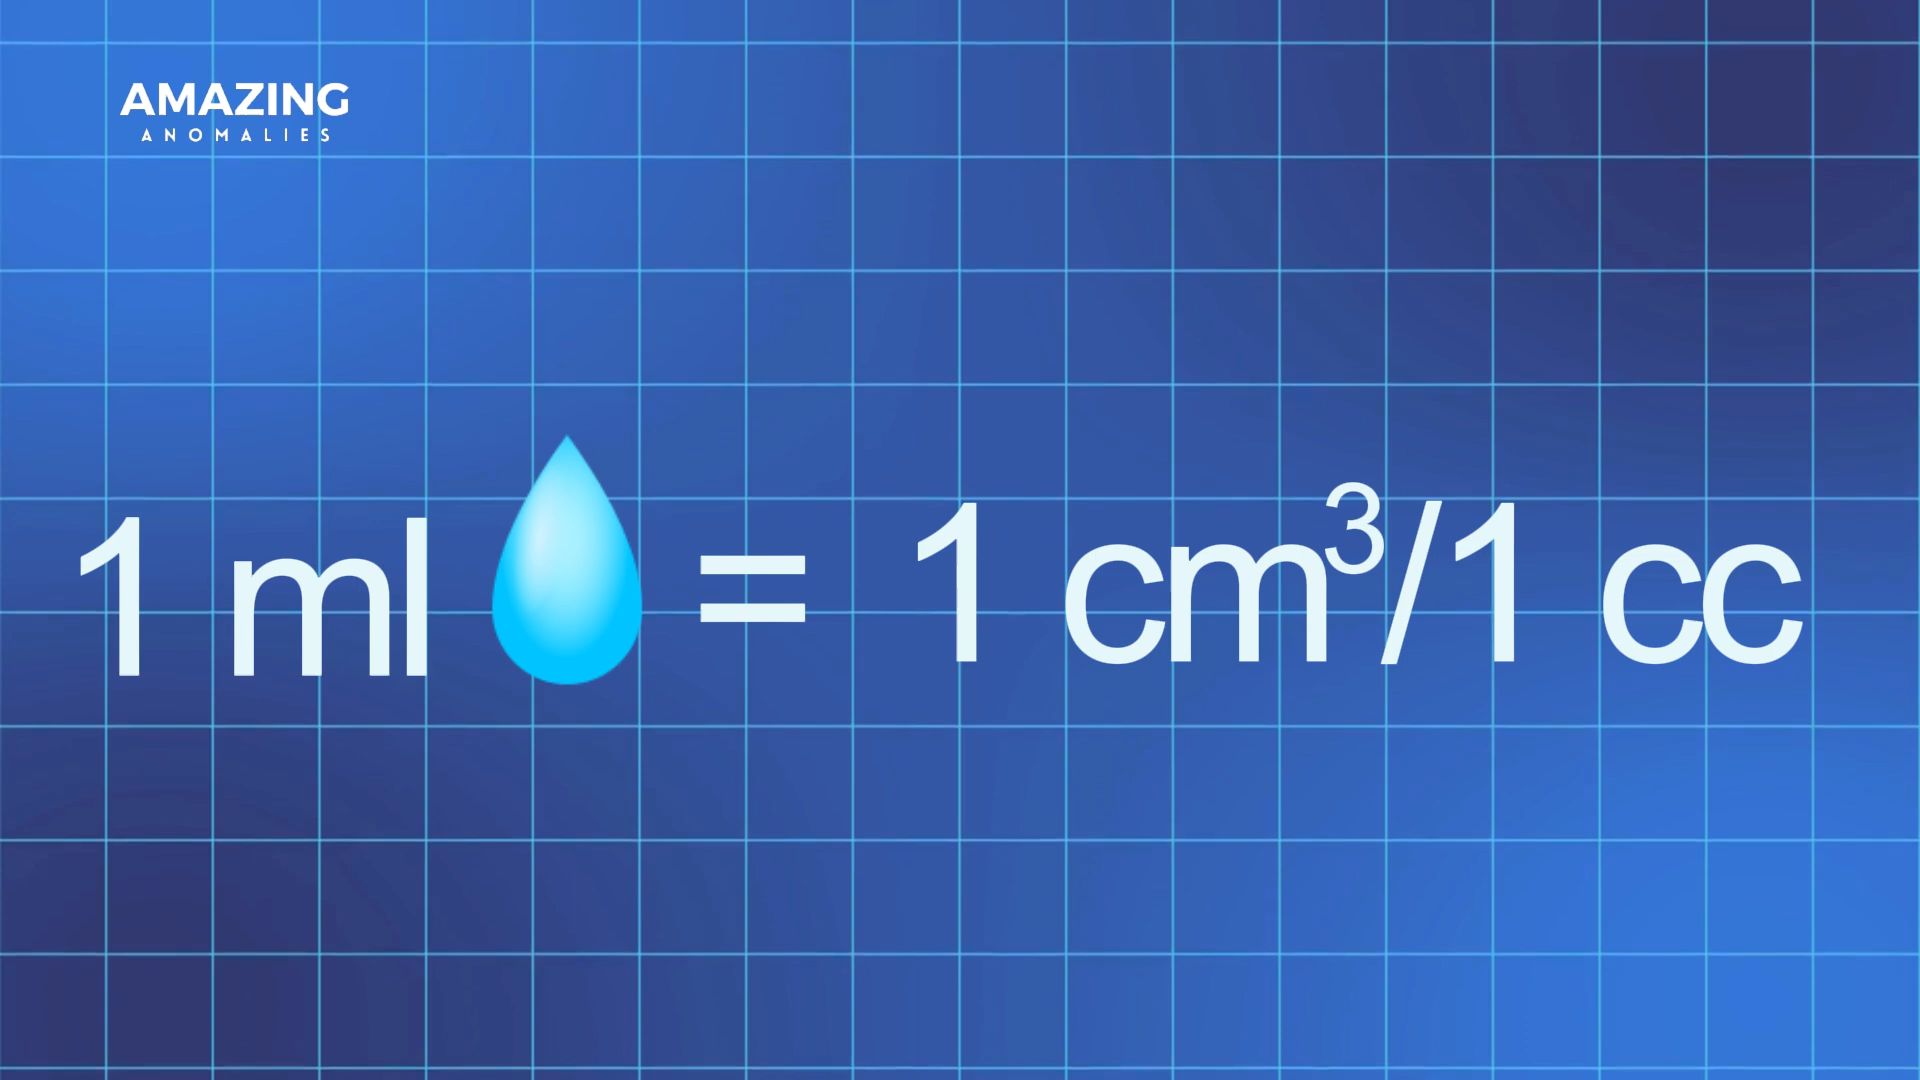 AMAZING
ANOMALIES
1 ml = 1 cm³/1 cc